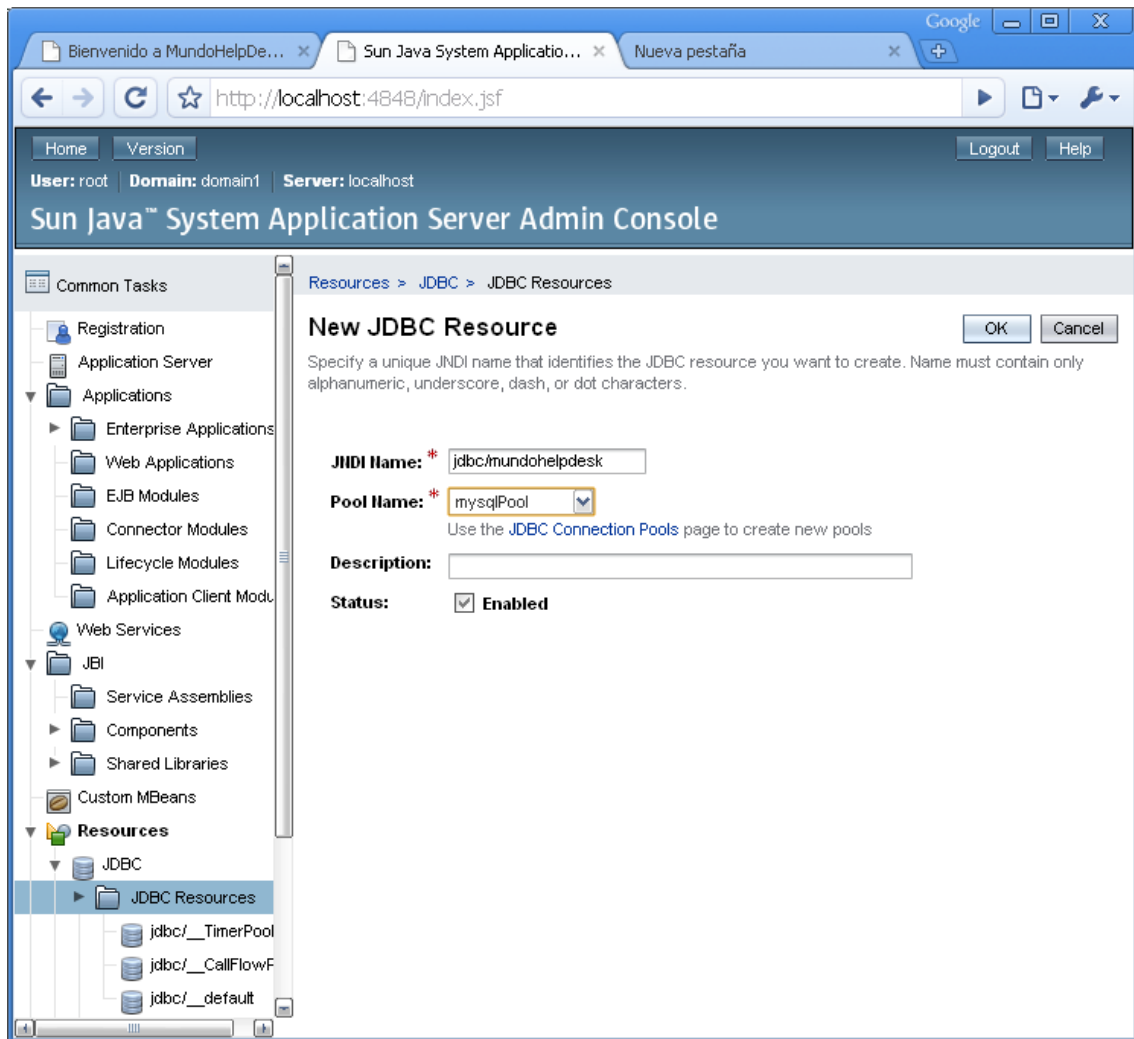 Google
Bienvenido a MundoHelpDe...
Sun Java System Applicatio...
Nueva pestaña
http://localhost:4848/index.jsf
Home
Version
Logout
Help
User: root
Domain: domain1
Server: localhost
Sun Java™ System Application Server Admin Console
Common Tasks
Registration
Application Server
Applications
Enterprise Applications
Web Applications
EJB Modules
Connector Modules
Lifecycle Modules
Application Client Modu
Web Services
JBI
Service Assemblies
Components
Shared Libraries
Custom MBeans
Resources
JDBC
JDBC Resources
jdbc/__TimerPool
jdbc/__CallFlowP
jdbc/__default
Resources > JDBC > JDBC Resources
New JDBC Resource
OK
Cancel
Specify a unique JNDI name that identifies the JDBC resource you want to create. Name must contain only
alphanumeric, underscore, dash, or dot characters.
JNDI Name: * jdbc/mundohelpdesk
Pool Name: * mysqlPool
Use the JDBC Connection Pools page to create new pools
Description:
Status: Enabled